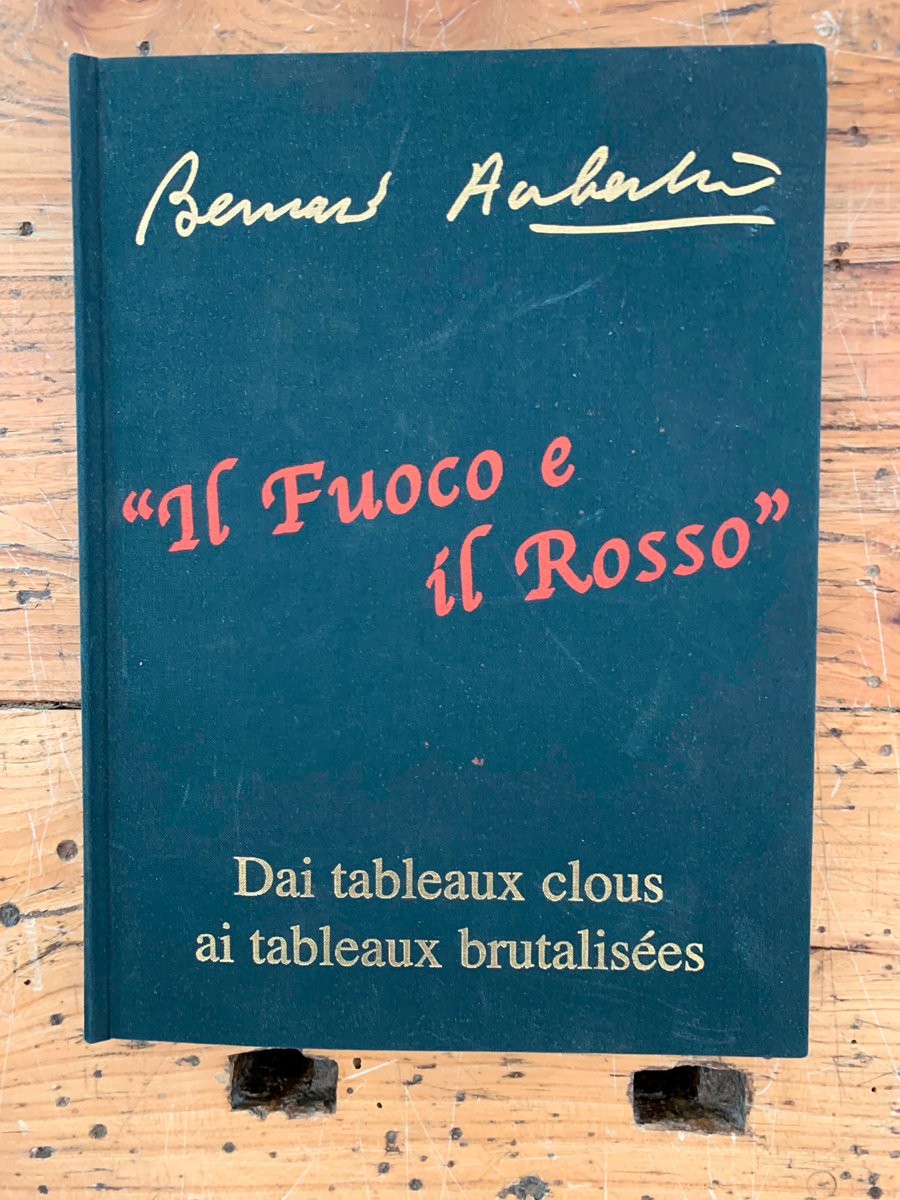 Bernard Aubertin
“Il Fuoco e
il Rosso”
Dai tableaux clous
ai tableaux brutalisées